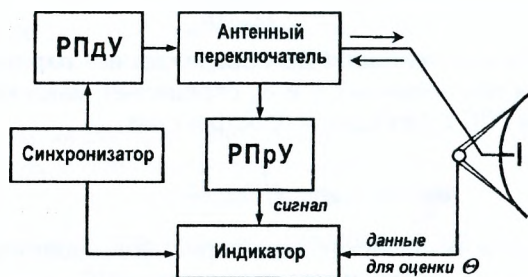 РПдУ
Антенный
переключатель
Синхронизатор
РПрУ
сигнал
Индикатор
данные
для оценки Θ